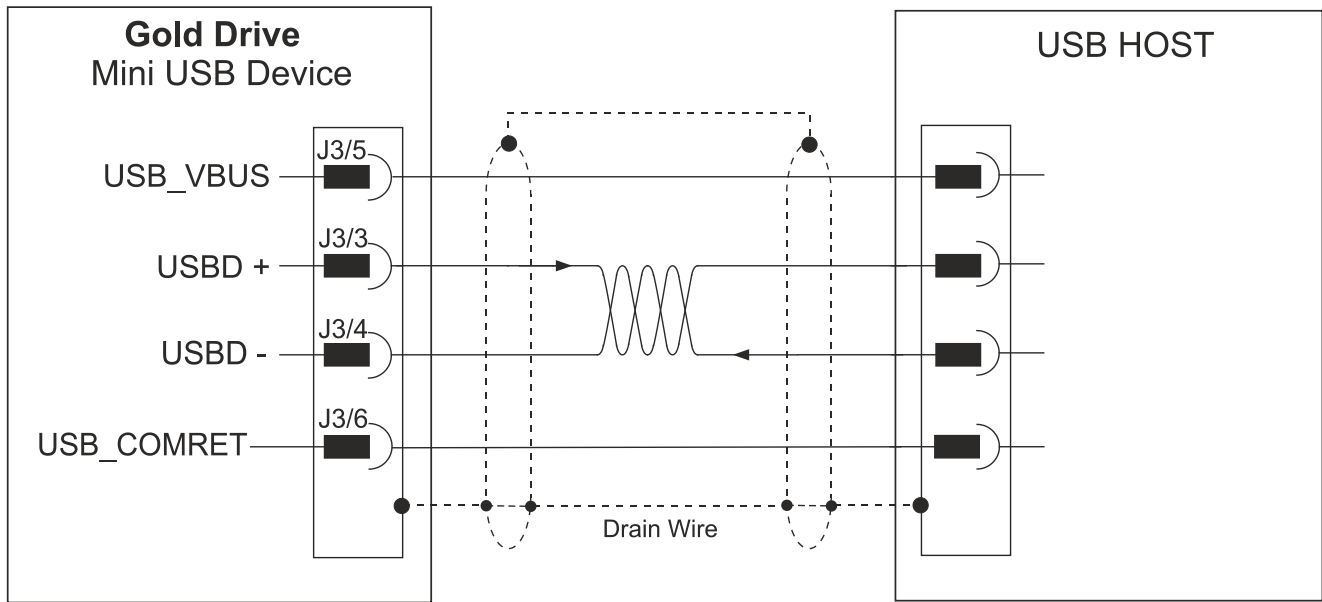 Gold Drive
Mini USB Device
USB HOST
J3/5
USB_VBUS
J3/3
USBD +
J3/4
USBD -
J3/6
USB_COMRET
Drain Wire